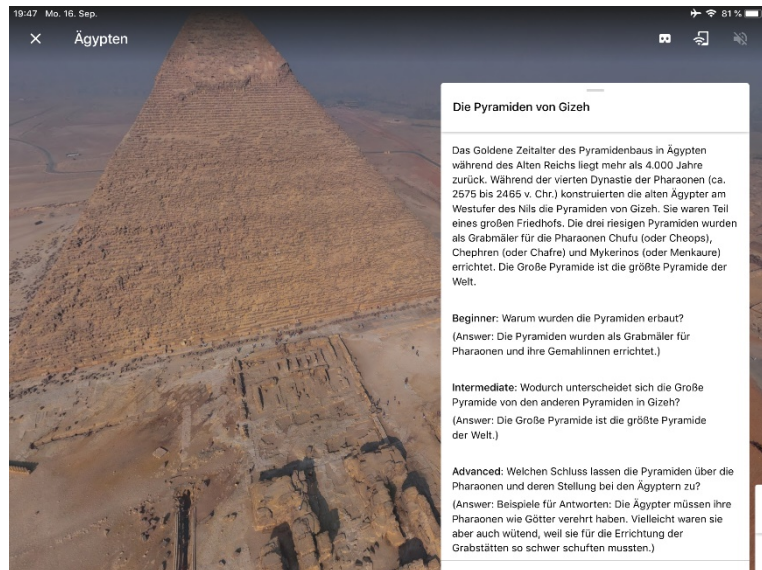 19:47 Mo. 16. Sep.
81 %
Ägypten
Die Pyramiden von Gizeh
Das Goldene Zeitalter des Pyramidenbaus in Ägypten
während des Alten Reichs liegt mehr als 4.000 Jahre
zurück. Während der vierten Dynastie der Pharaonen (ca.
2575 bis 2465 v. Chr.) konstruierten die alten Ägypter am
Westufer des Nils die Pyramiden von Gizeh. Sie waren Teil
eines großen Friedhofs. Die drei riesigen Pyramiden wurden
als Grabmäler für die Pharaonen Chufu (oder Cheops),
Chephren (oder Chafre) und Mykerinos (oder Menkaure)
errichtet. Die Große Pyramide ist die größte Pyramide der
Welt.
Beginner: Warum wurden die Pyramiden erbaut?
(Answer: Die Pyramiden wurden als Grabmäler für
Pharaonen und ihre Gemahlinnen errichtet.)
Intermediate: Wodurch unterscheidet sich die Große
Pyramide von den anderen Pyramiden in Gizeh?
(Answer: Die Große Pyramide ist die größte Pyramide
der Welt.)
Advanced: Welchen Schluss lassen die Pyramiden über die
Pharaonen und deren Stellung bei den Ägyptern zu?
(Answer: Beispiele für Antworten: Die Ägypter müssen ihre
Pharaonen wie Götter verehrt haben. Vielleicht waren sie
aber auch wütend, weil sie für die Errichtung der
Grabstätten so schwer schuften mussten.)